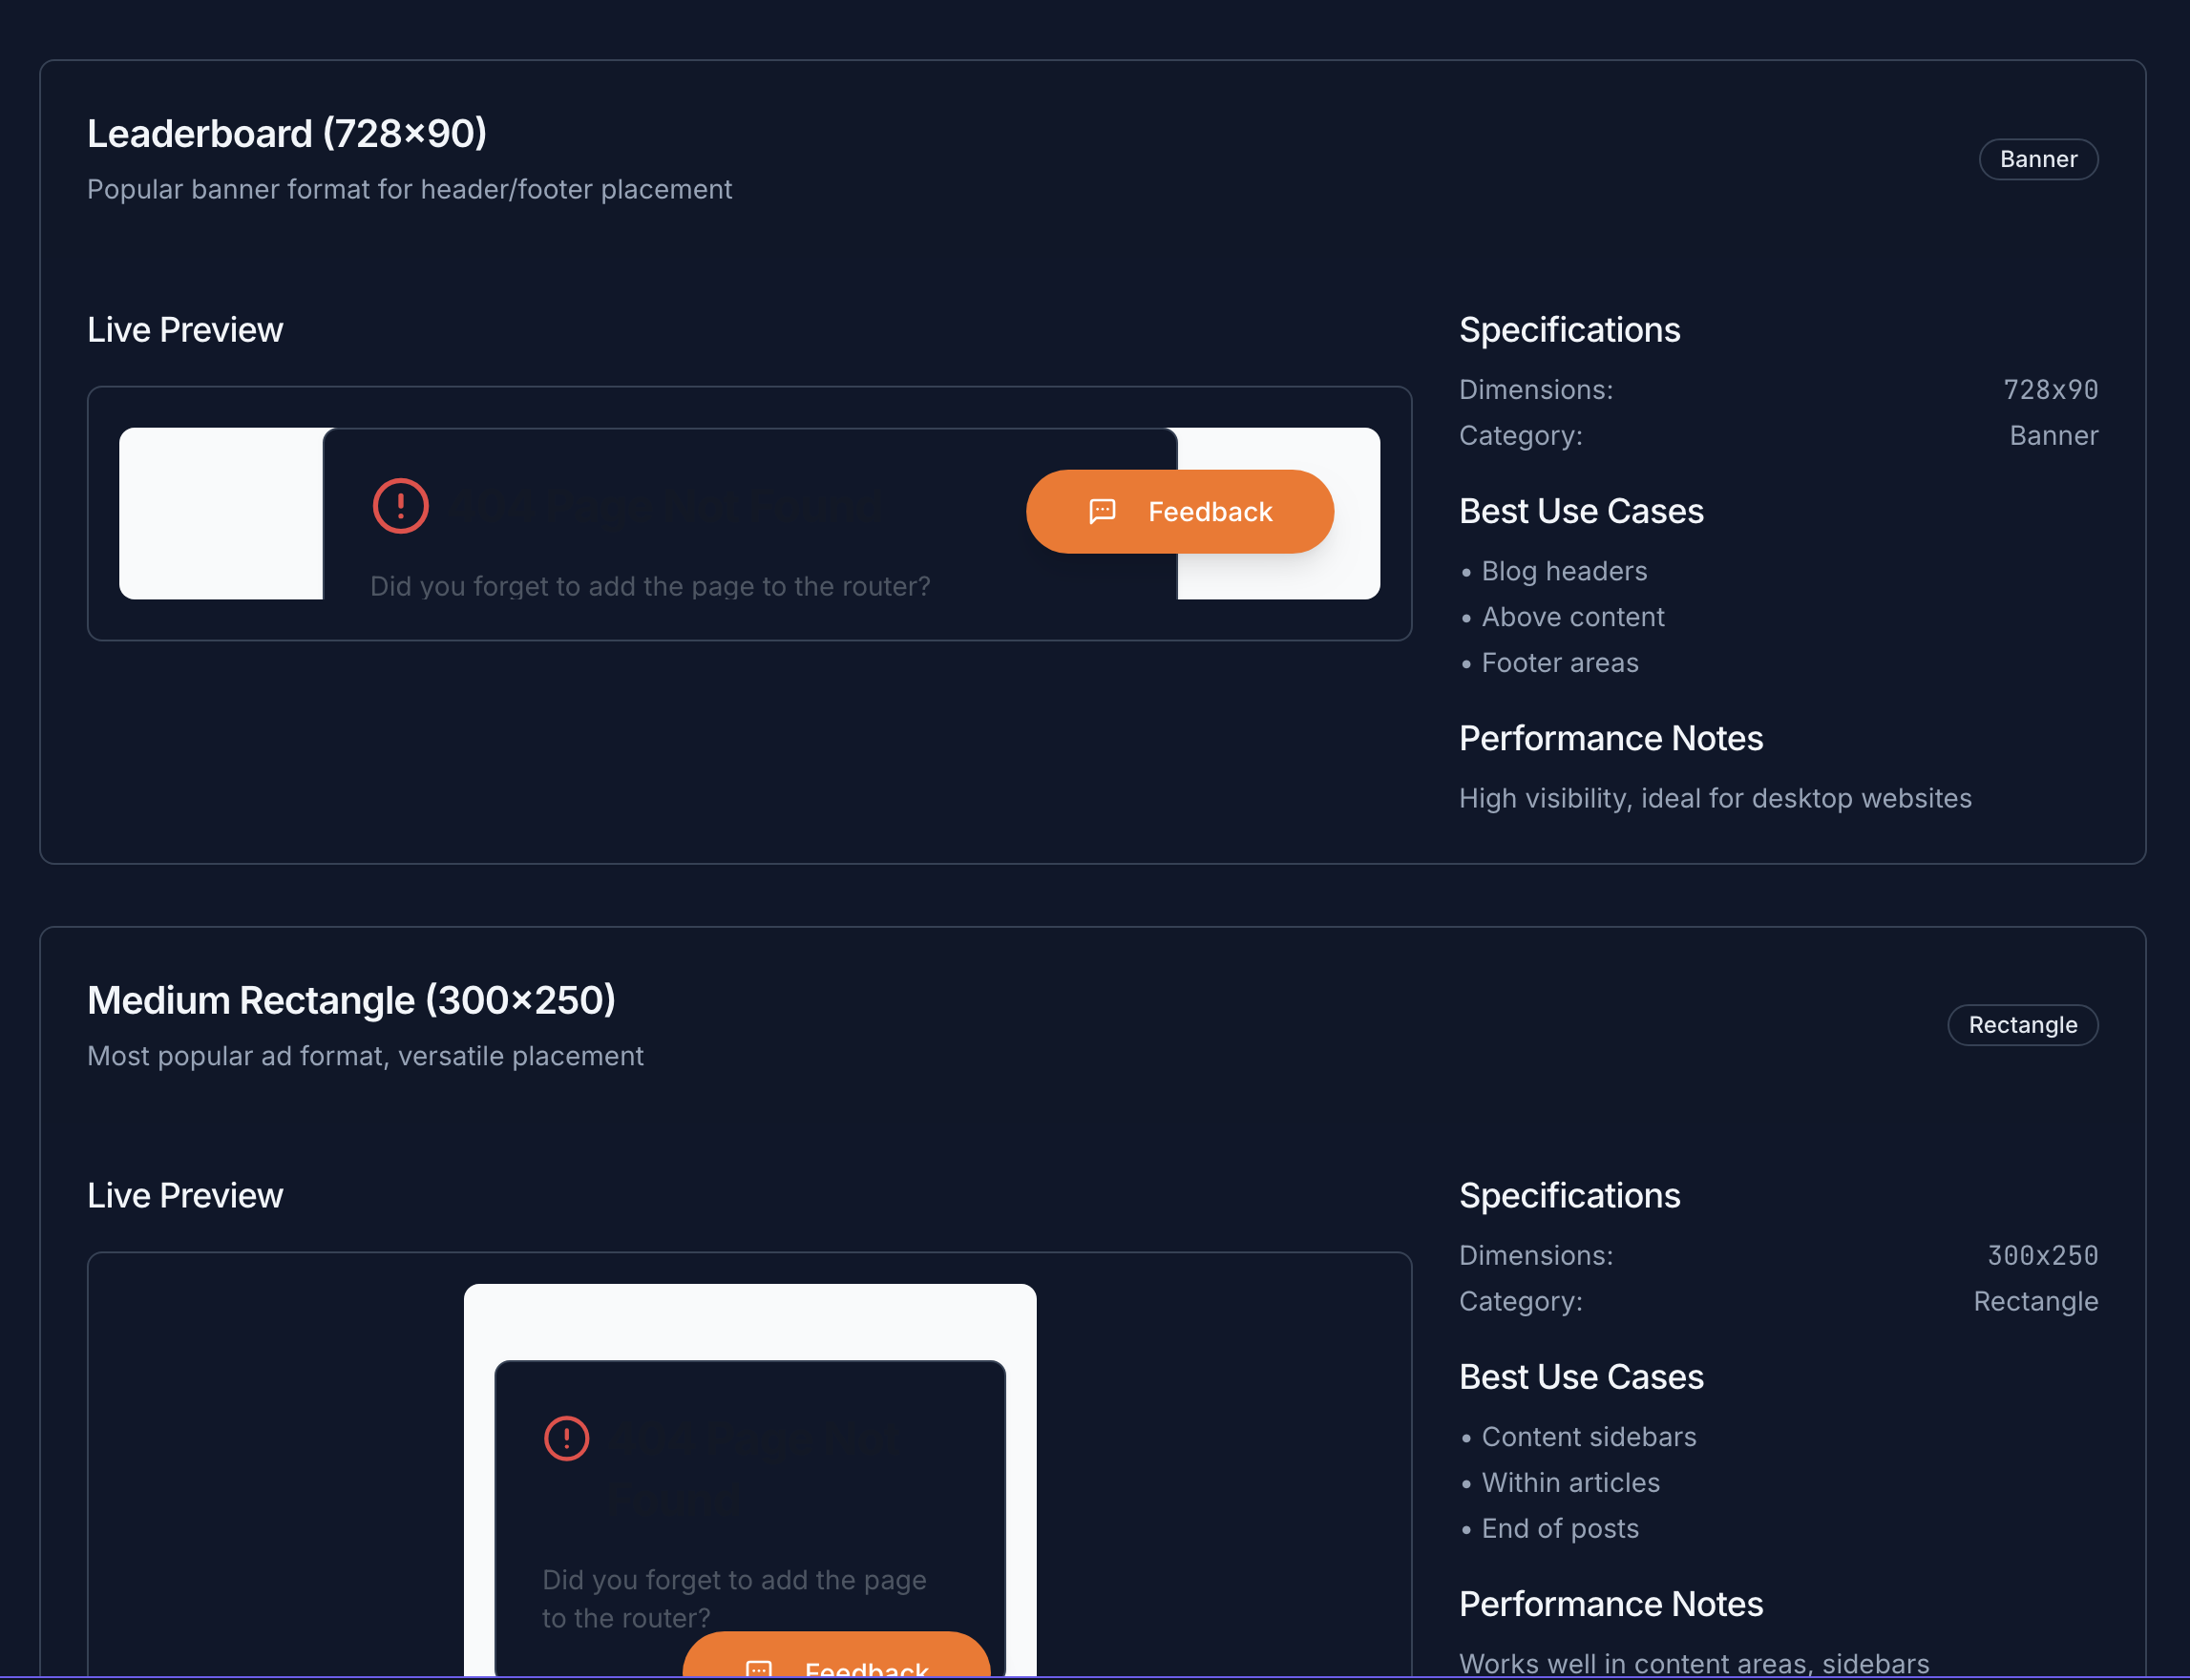 Leaderboard (728×90)
Popular banner format for header/footer placement
Banner
Live Preview
Did you forget to add the page to the router?
Feedback
Specifications
Dimensions: 728x90
Category: Banner
Best Use Cases
• Blog headers
• Above content
• Footer areas
Performance Notes
High visibility, ideal for desktop websites
Medium Rectangle (300×250)
Most popular ad format, versatile placement
Rectangle
Live Preview
Did you forget to add the page
to the router?
Feedback
Specifications
Dimensions: 300x250
Category: Rectangle
Best Use Cases
• Content sidebars
• Within articles
• End of posts
Performance Notes
Works well in content areas, sidebars